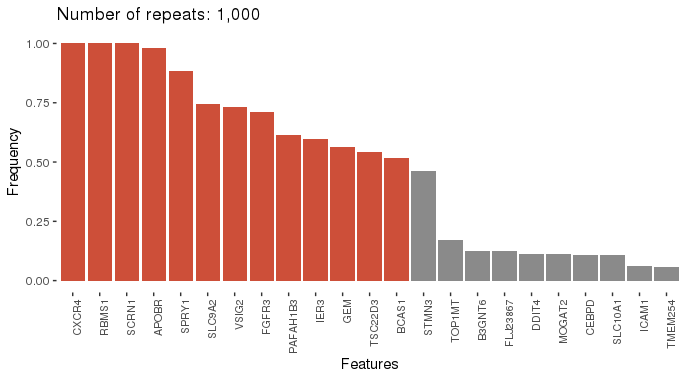 Number of repeats: 1,000
Frequency
1.00
0.75
0.50
0.25
0.00
CXCR4
RBMS1
SCRN1
APOBR
SPRY1
SLC9A2
VSIG2
FGFR3
PAFAH1B3
IER3
GEM
TSC22D3
BCAS1
STMN3
TOP1MT
B3GNT6
FLJ23867
DDIT4
MOGAT2
CEBPD
SLC10A1
ICAM1
TMEM254
Features